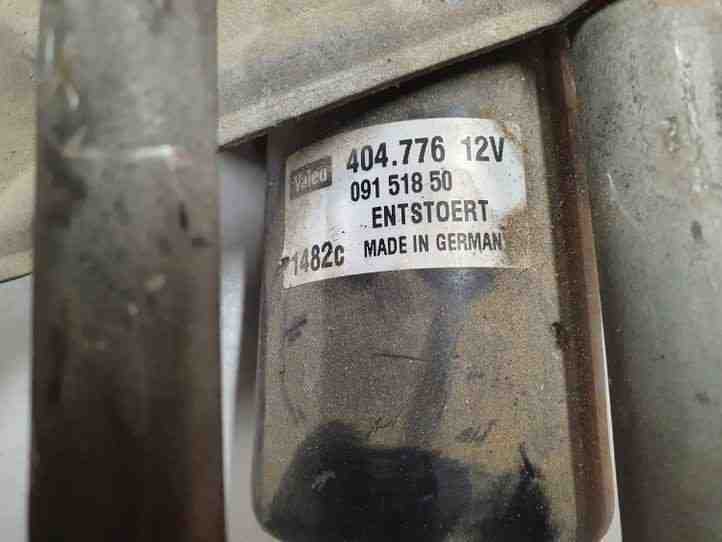 Valeo 404.776 12V
091 518 50
ENTSTOERT
1482c MADE IN GERMANY